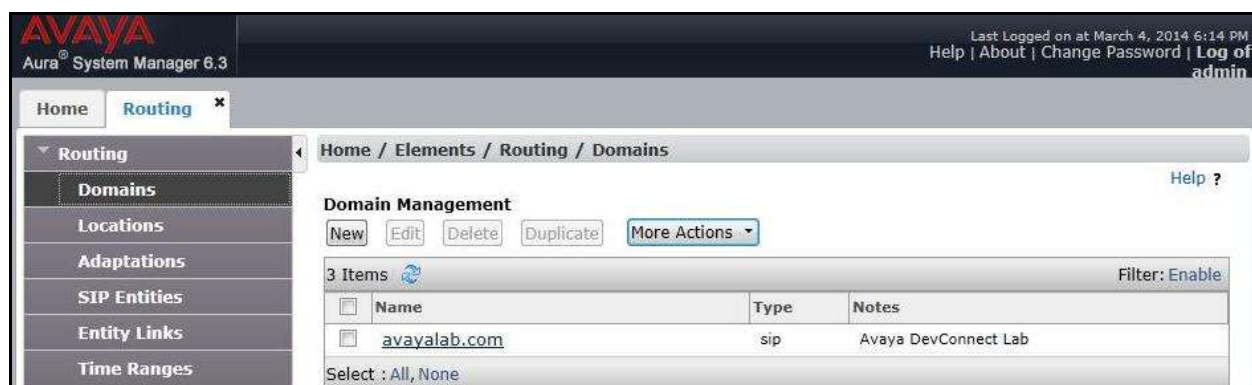 AVAYA
Aura® System Manager 6.3
Last Logged on at March 4, 2014 6:14 PM
Help | About | Change Password | Log of
admin
Home
Routing ×
Routing
Domains
Locations
Adaptations
SIP Entities
Entity Links
Time Ranges
Home / Elements / Routing / Domains
Help ?
Domain Management
New Edit Delete Duplicate More Actions
3 Items Filter: Enable
Name Type Notes
avayalab.com sip Avaya DevConnect Lab
Select : All, None